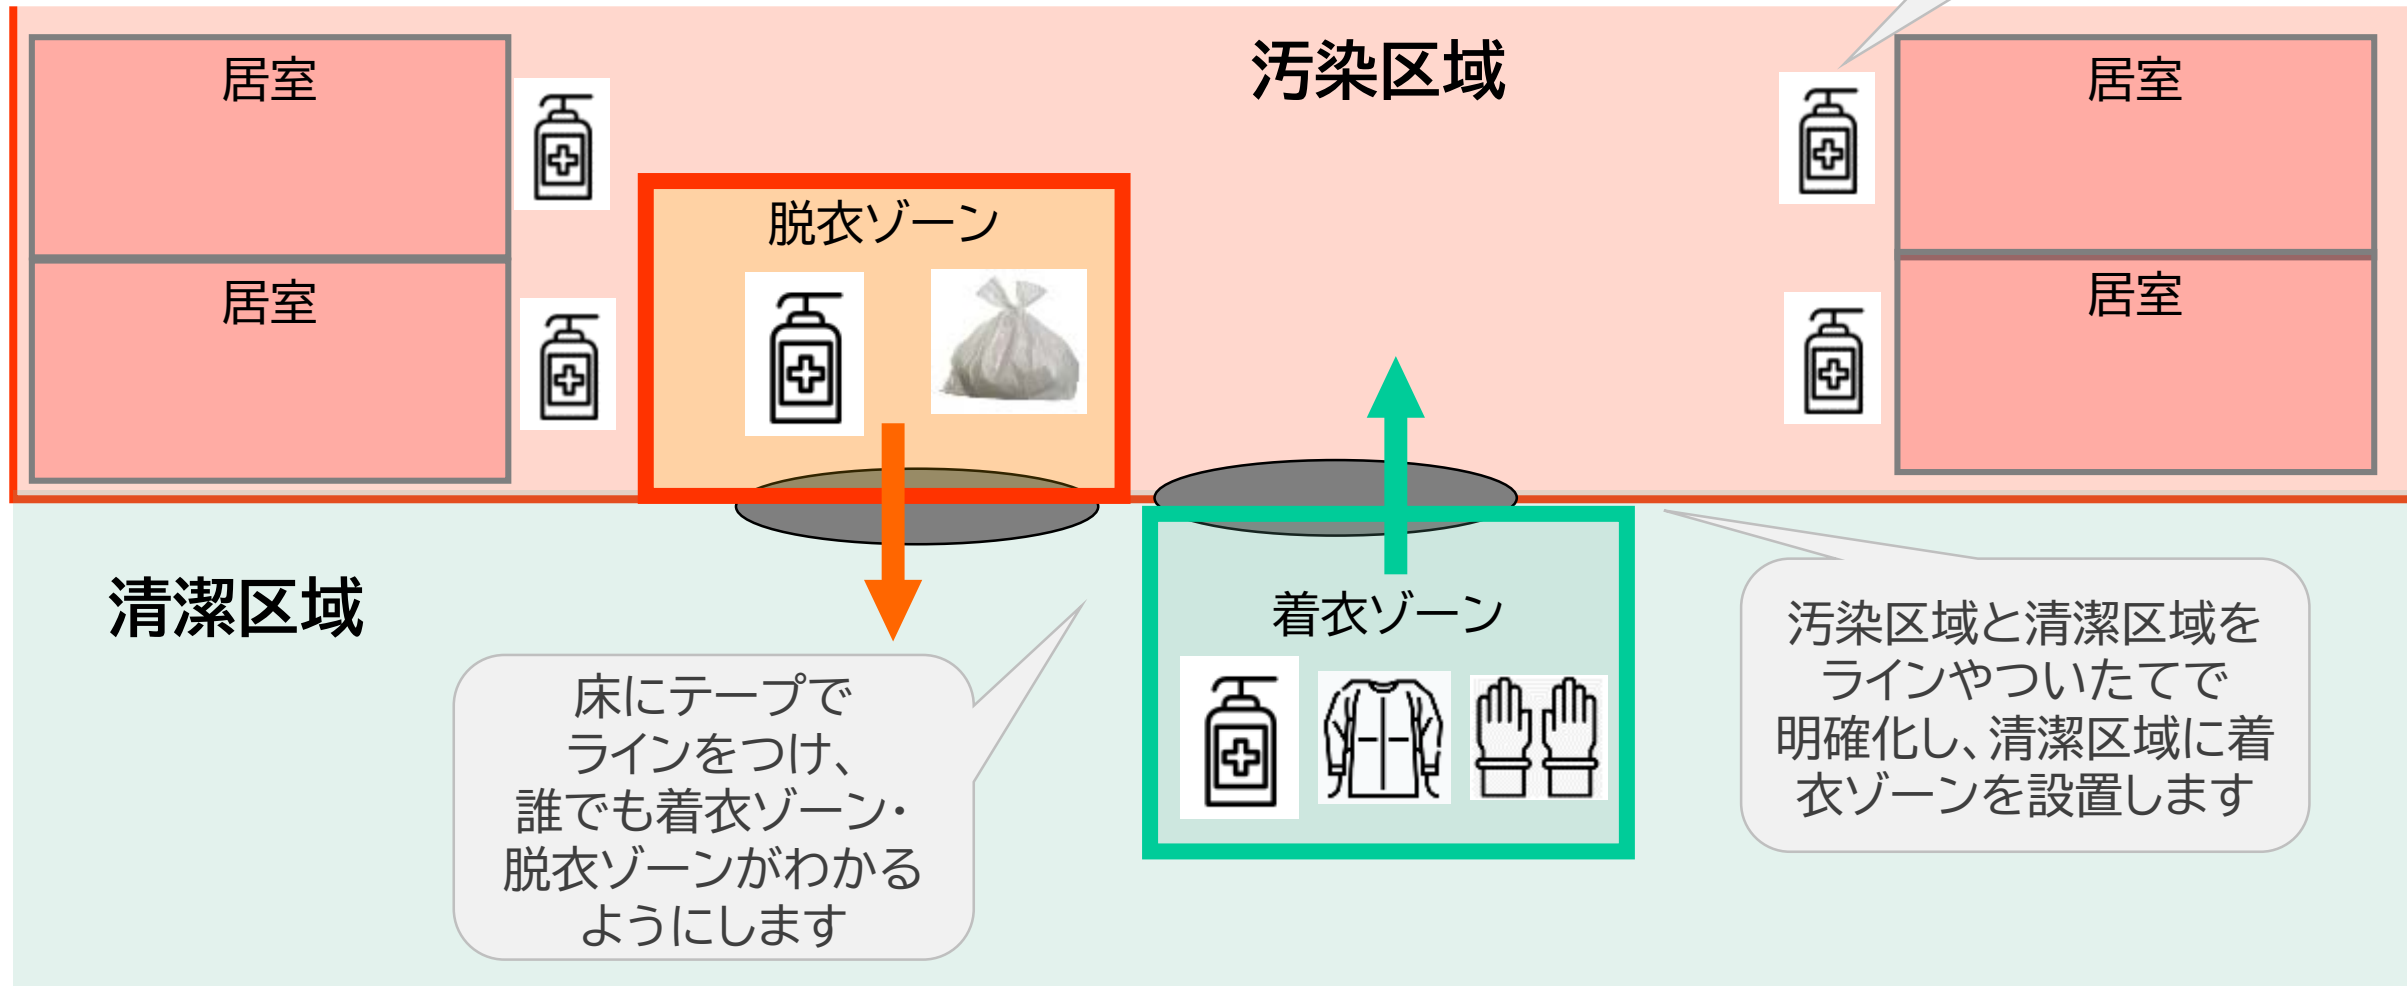 居室
汚染区域
居室
脱衣ゾーン
居室
居室
清潔区域
着衣ゾーン
床にテープで
ラインをつけ、
誰でも着衣ゾーン・
脱衣ゾーンがわかる
ようにします
汚染区域と清潔区域を
ラインやついたてで
明確化し、清潔区域に着
衣ゾーンを設置します